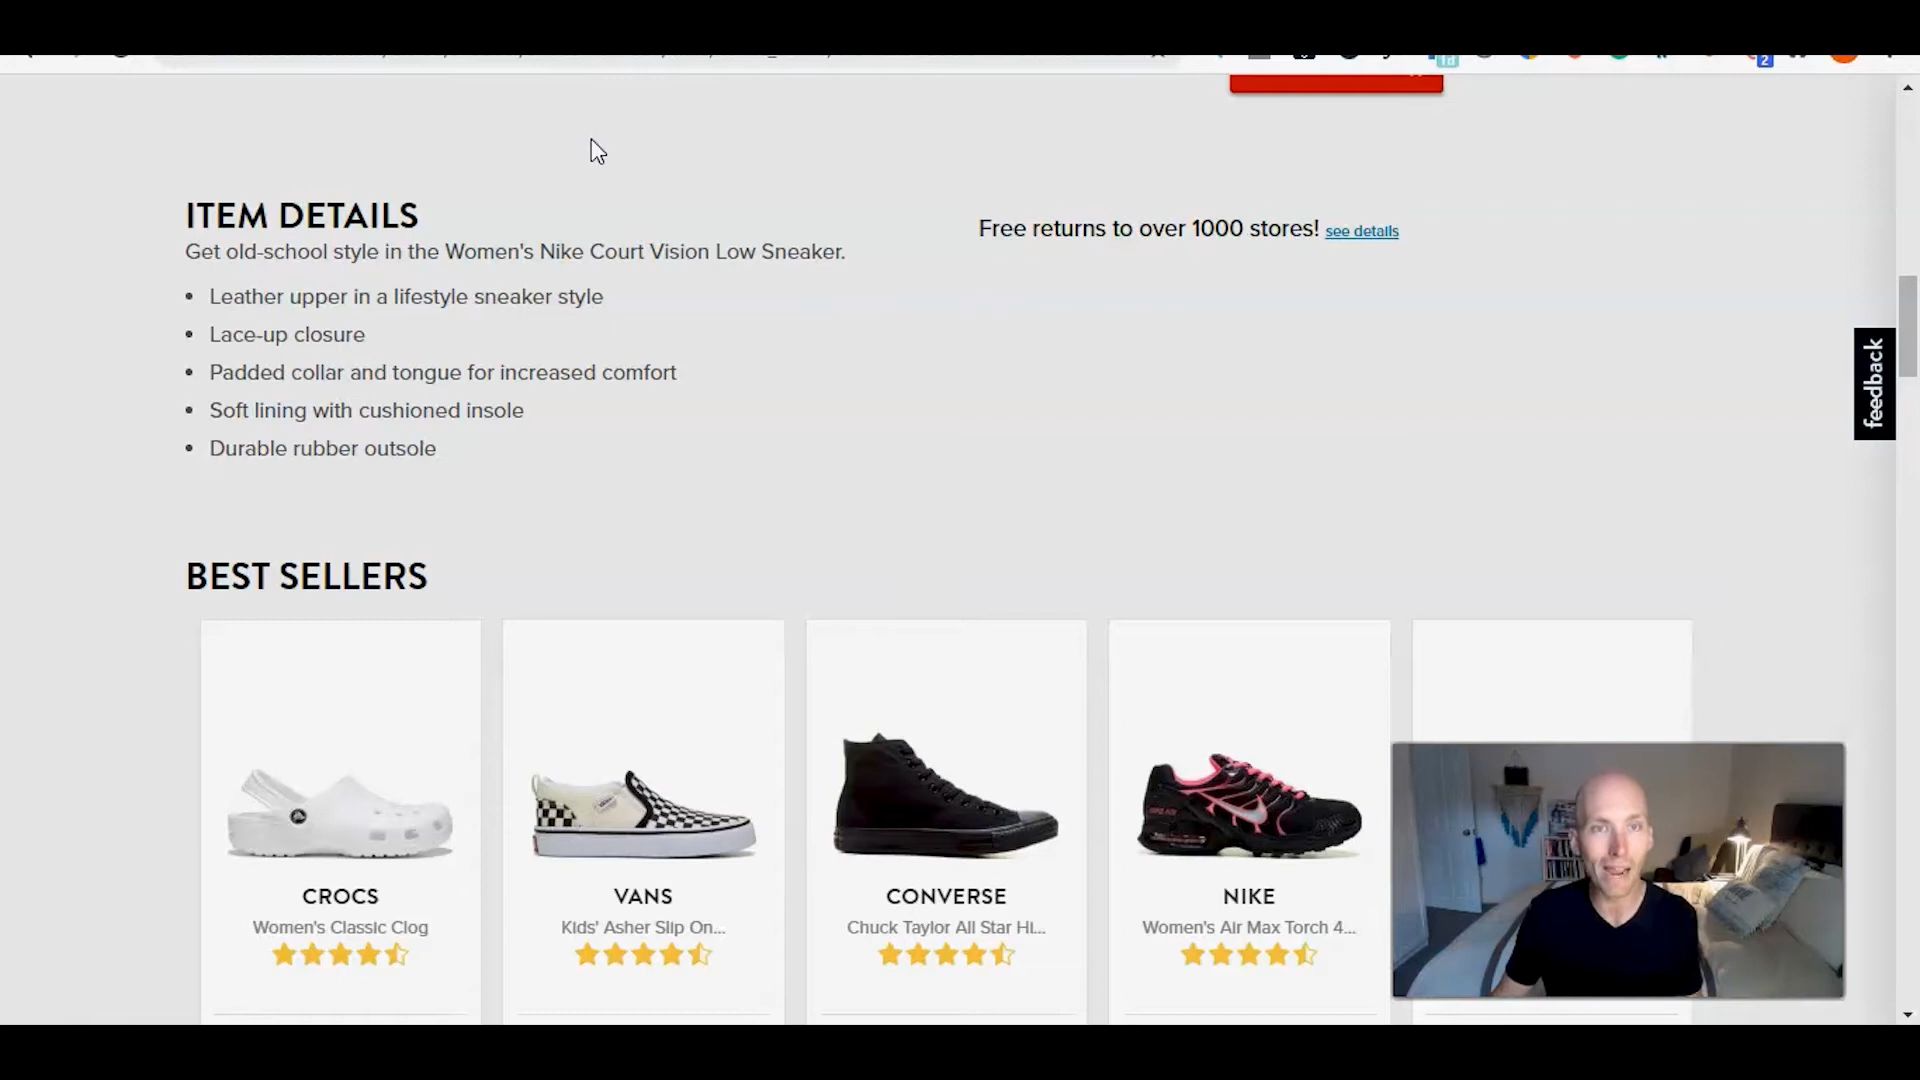 ITEM DETAILS
Get old-school style in the Women's Nike Court Vision Low Sneaker.
• Leather upper in a lifestyle sneaker style
• Lace-up closure
• Padded collar and tongue for increased comfort
• Soft lining with cushioned insole
• Durable rubber outsole
Free returns to over 1000 stores! see details
feedback
BEST SELLERS
CROCS
Women's Classic Clog
VANS
Kids' Asher Slip On...
CONVERSE
Chuck Taylor All Star Hi...
NIKE
Women's Air Max Torch 4...
1d
2